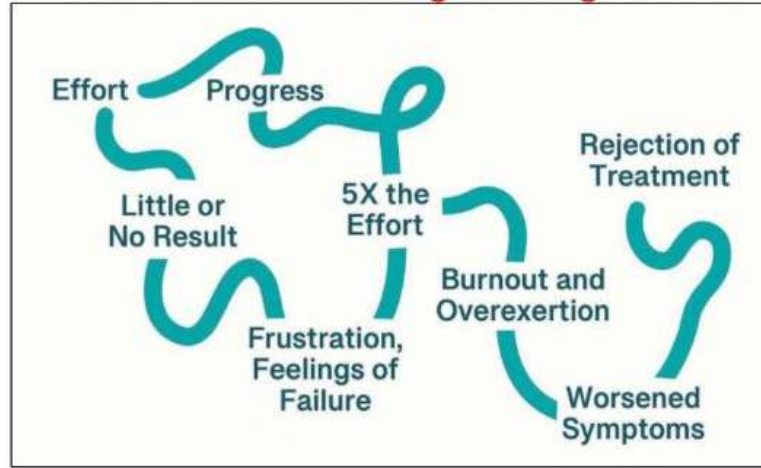 Effort
Progress
Rejection of
Treatment
Little or
No Result
5X the
Effort
Burnout and
Overexertion
Frustration,
Feelings of
Failure
Worsened
Symptoms